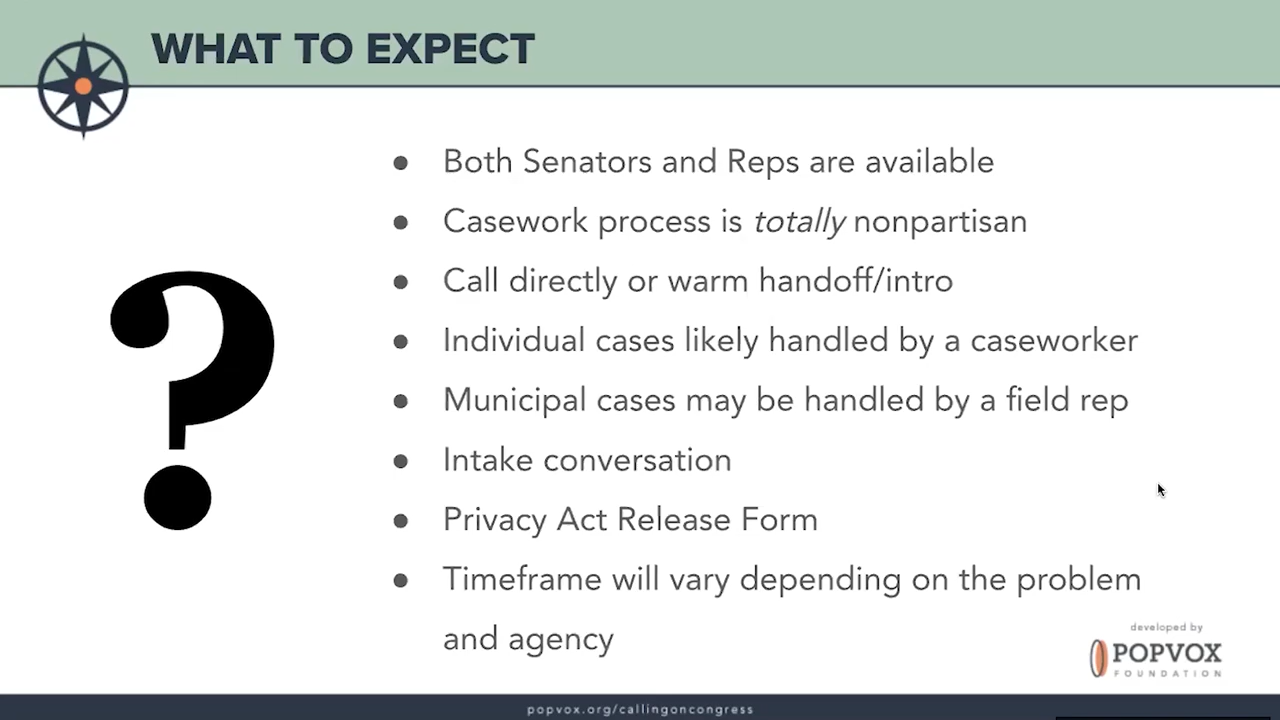 WHAT TO EXPECT
● Both Senators and Reps are available
● Casework process is totally nonpartisan
● Call directly or warm handoff/intro
● Individual cases likely handled by a caseworker
● Municipal cases may be handled by a field rep
● Intake conversation
● Privacy Act Release Form
● Timeframe will vary depending on the problem
and agency
?
developed by
POPVOX
FOUNDATION
popvox.org/callingoncongress